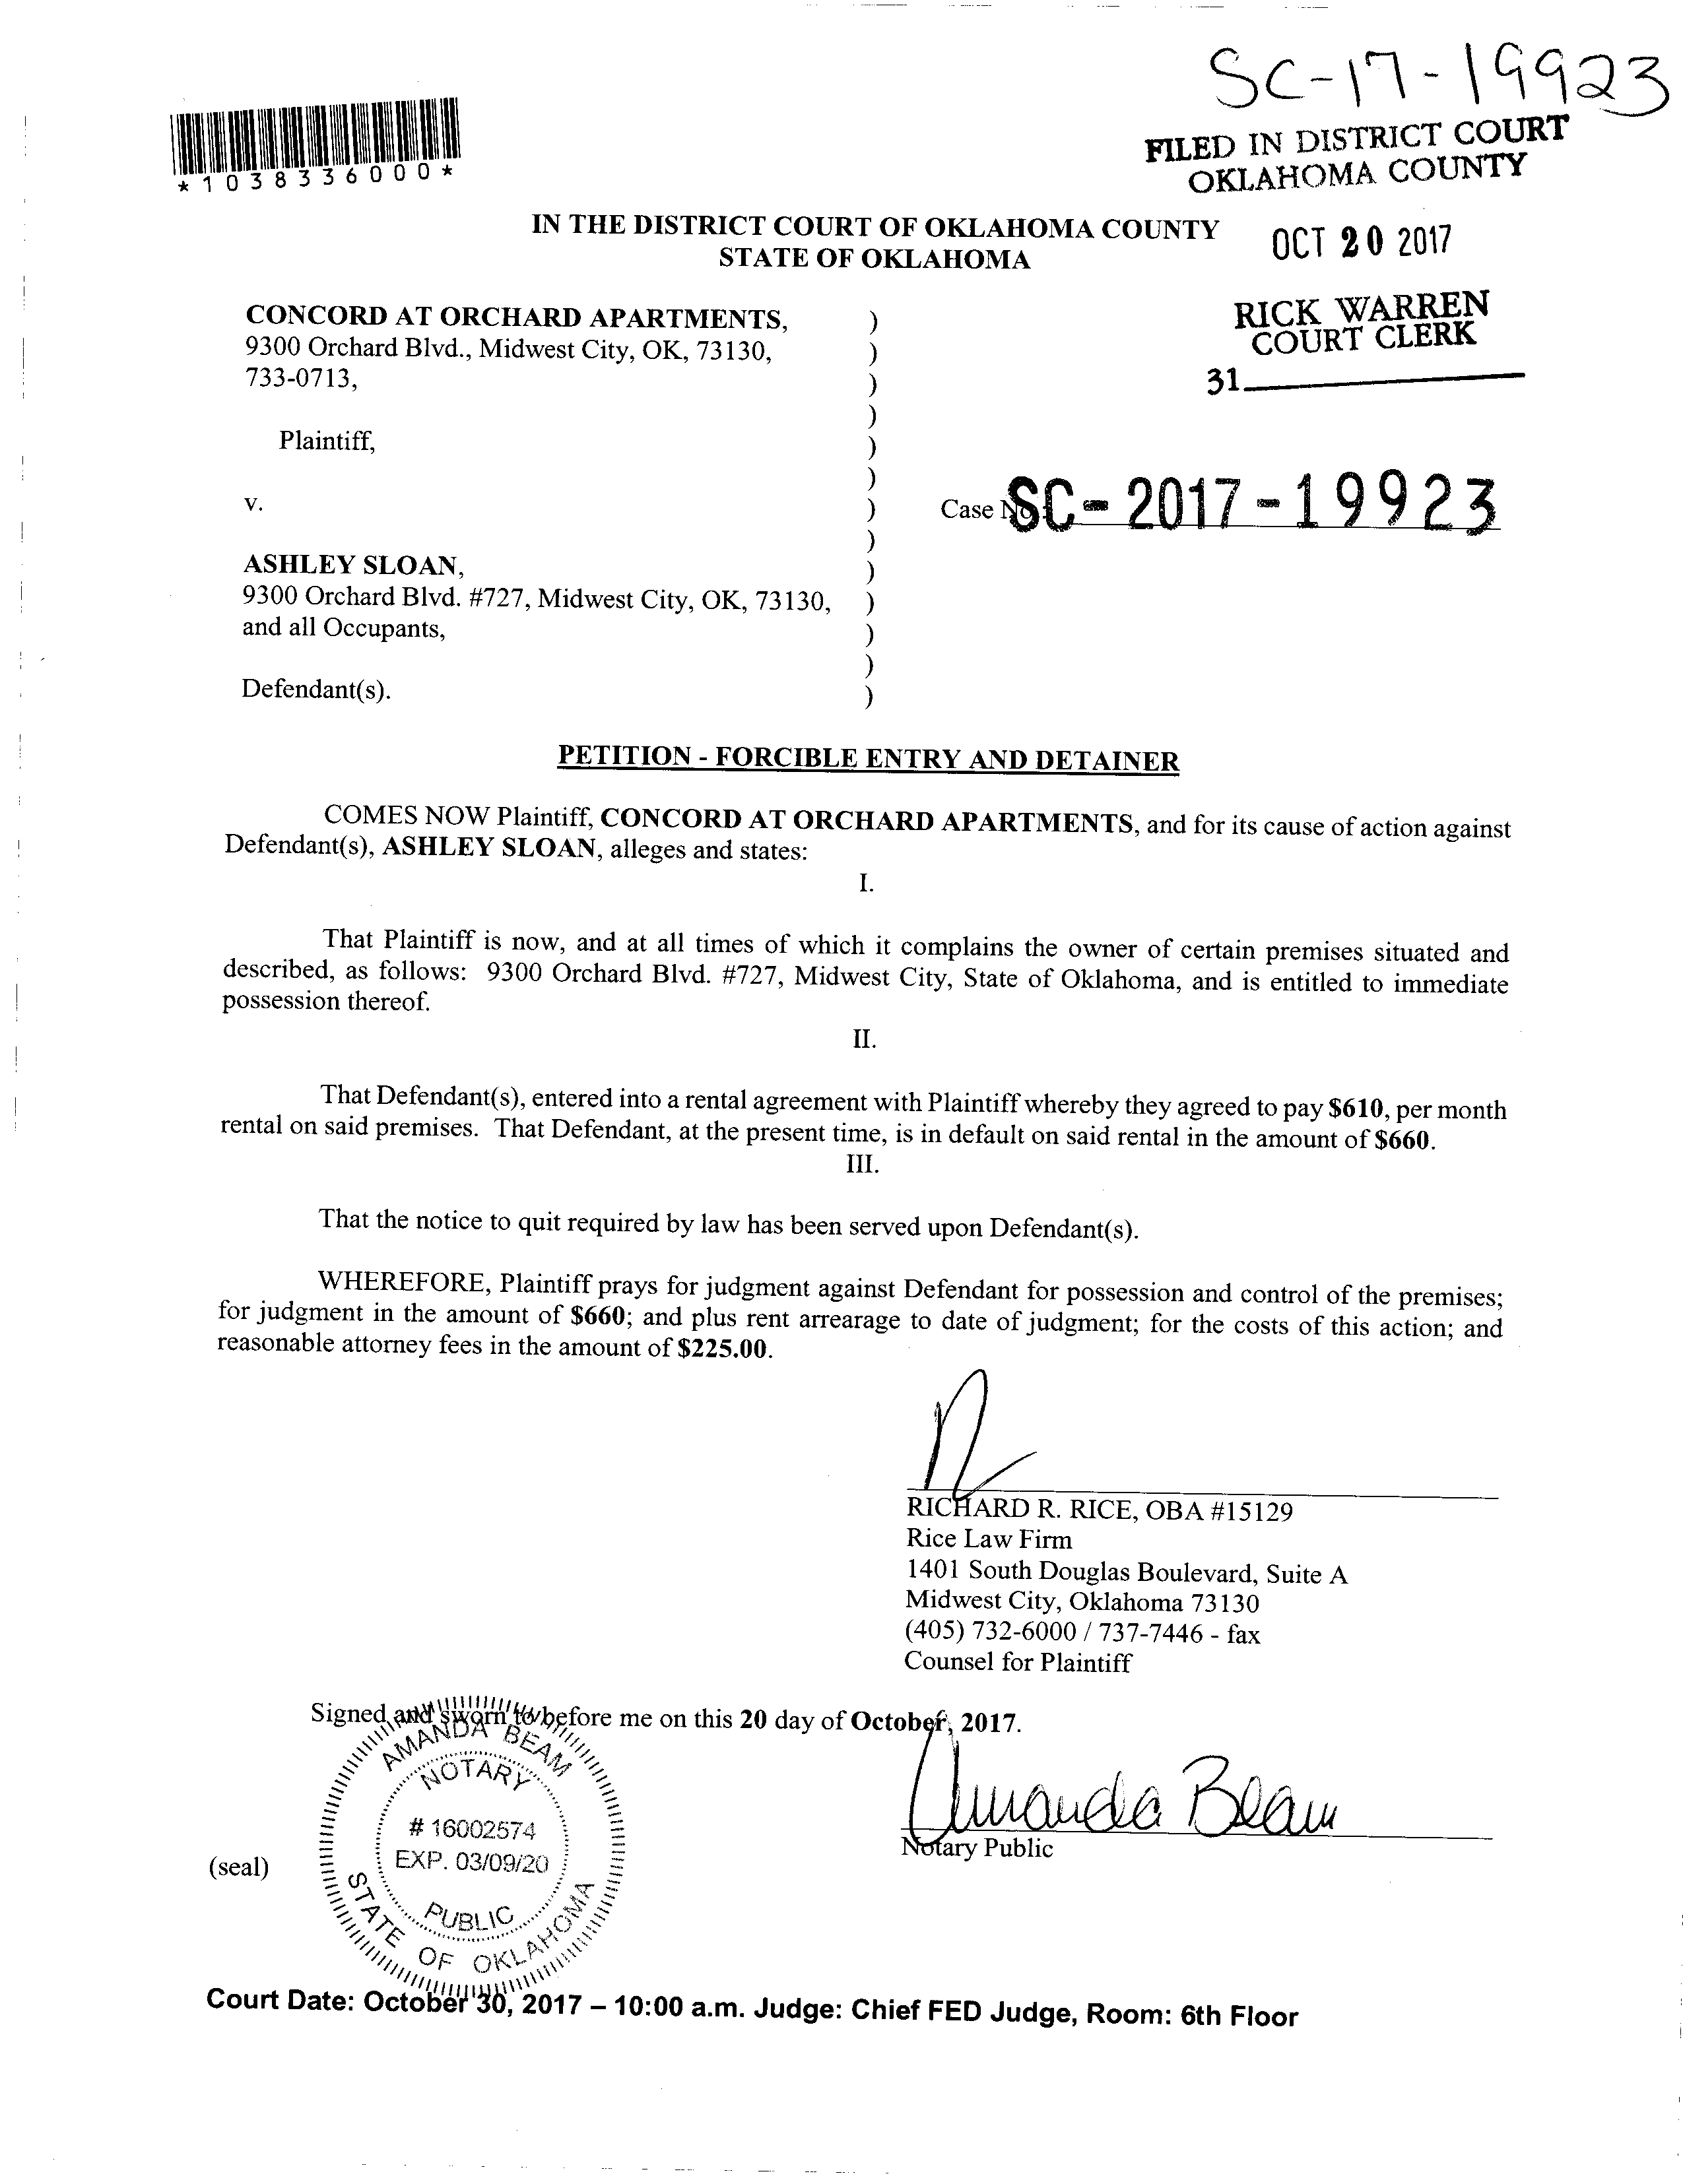 SC-17-19923
FILED IN DISTRICT COURT
OKLAHOMA COUNTY
*1038336000*
IN THE DISTRICT COURT OF OKLAHOMA COUNTY
STATE OF OKLAHOMA
OCT 20 2017
RICK WARREN
COURT CLERK
31
CONCORD AT ORCHARD APARTMENTS, )
9300 Orchard Blvd., Midwest City, OK, 73130, )
733-0713, )
)
Plaintiff, )
)
v. ) Case No. SC-2017-19923
)
ASHLEY SLOAN, )
9300 Orchard Blvd. #727, Midwest City, OK, 73130, )
and all Occupants, )
)
Defendant(s). )
PETITION - FORCIBLE ENTRY AND DETAINER
COMES NOW Plaintiff, CONCORD AT ORCHARD APARTMENTS, and for its cause of action against
Defendant(s), ASHLEY SLOAN, alleges and states:
I.
That Plaintiff is now, and at all times of which it complains the owner of certain premises situated and
described, as follows: 9300 Orchard Blvd. #727, Midwest City, State of Oklahoma, and is entitled to immediate
possession thereof.
II.
That Defendant(s), entered into a rental agreement with Plaintiff whereby they agreed to pay $610, per month
rental on said premises. That Defendant, at the present time, is in default on said rental in the amount of $660.
III.
That the notice to quit required by law has been served upon Defendant(s).
WHEREFORE, Plaintiff prays for judgment against Defendant for possession and control of the premises;
for judgment in the amount of $660; and plus rent arrearage to date of judgment; for the costs of this action; and
reasonable attorney fees in the amount of $225.00.
RICHARD R. RICE, OBA #15129
Rice Law Firm
1401 South Douglas Boulevard, Suite A
Midwest City, Oklahoma 73130
(405) 732-6000 / 737-7446 - fax
Counsel for Plaintiff
Signed and sworn to before me on this 20 day of October, 2017.
AMANDA BEAM
NOTARY
# 16002574
EXP. 03/09/20
PUBLIC
STATE OF OKLAHOMA
Amanda Beam
Notary Public
(seal)
Court Date: October 30, 2017 – 10:00 a.m. Judge: Chief FED Judge, Room: 6th Floor